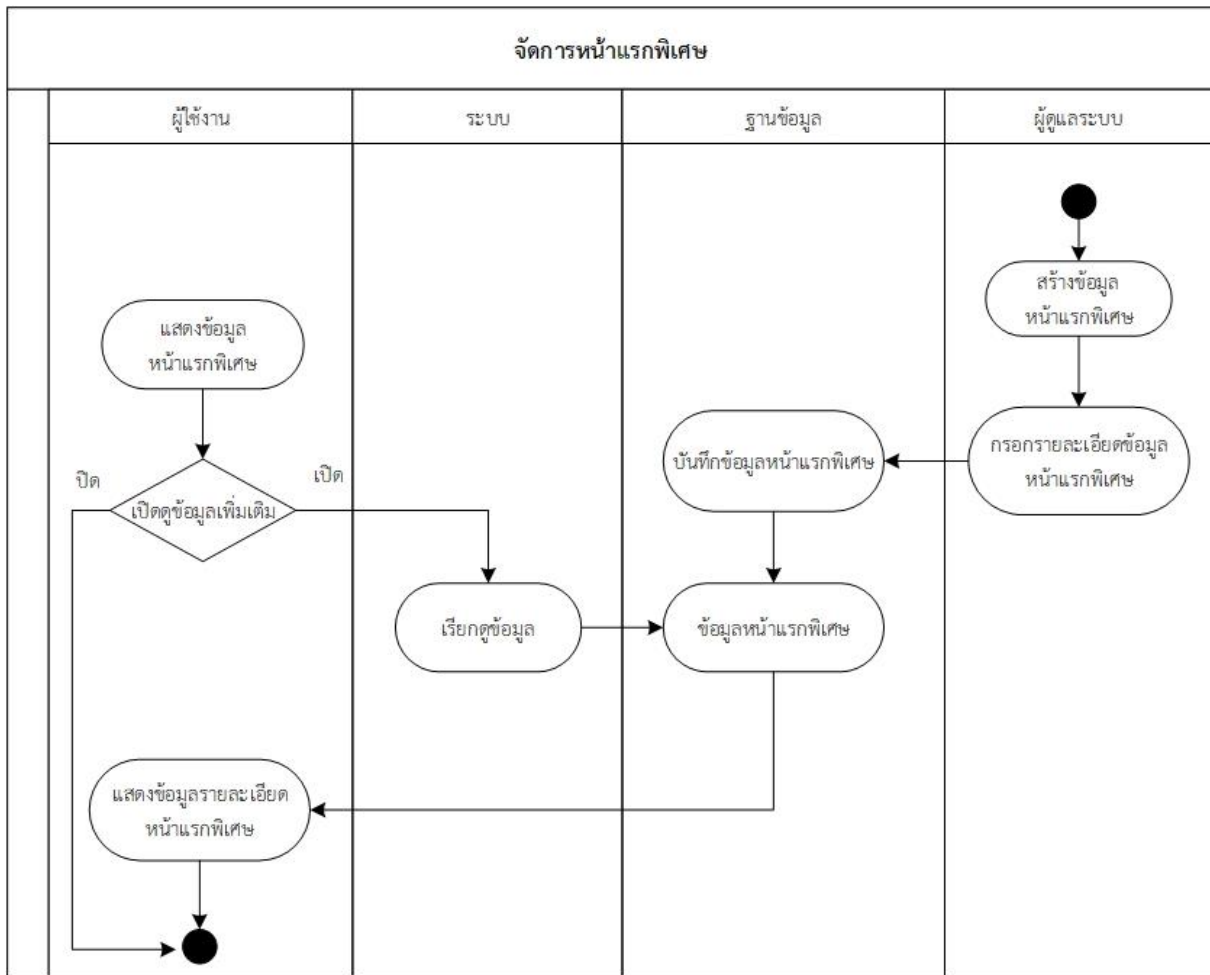 จัดการหน้าแรกพิเศษ
ผู้ใช้งาน
ระบบ
ฐานข้อมูล
ผู้ดูแลระบบ
สร้างข้อมูล
หน้าแรกพิเศษ
แสดงข้อมูล
หน้าแรกพิเศษ
กรอกรายละเอียดข้อมูล
หน้าแรกพิเศษ
บันทึกข้อมูลหน้าแรกพิเศษ
ปิด
เปิด
เปิดดูข้อมูลเพิ่มเติม
เรียกดูข้อมูล
ข้อมูลหน้าแรกพิเศษ
แสดงข้อมูลรายละเอียด
หน้าแรกพิเศษ